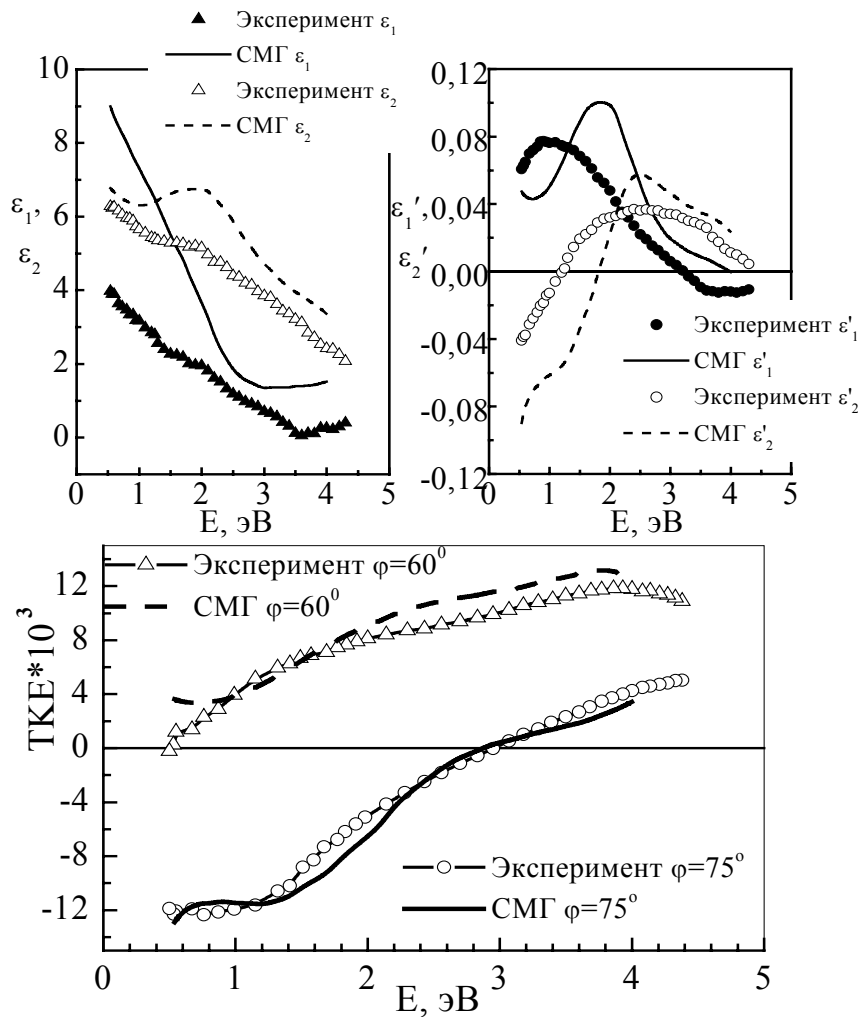 Эксперимент ε₁
СМГ ε₁
Эксперимент ε₂
СМГ ε₂
10
8
6
4
2
0
ε₁,
ε₂
0 1 2 3 4 5
E, эВ
0,12
0,08
0,04
0,00
-0,04
-0,08
-0,12
ε₁′,
ε₂′
Эксперимент ε'₁
СМГ ε'₁
Эксперимент ε'₂
СМГ ε'₂
0 1 2 3 4 5
E, эВ
Эксперимент φ=60⁰
СМГ φ=60⁰
12
8
4
0
-4
-8
-12
TKE*10³
Эксперимент φ=75°
СМГ φ=75°
0 1 2 3 4 5
E, эВ